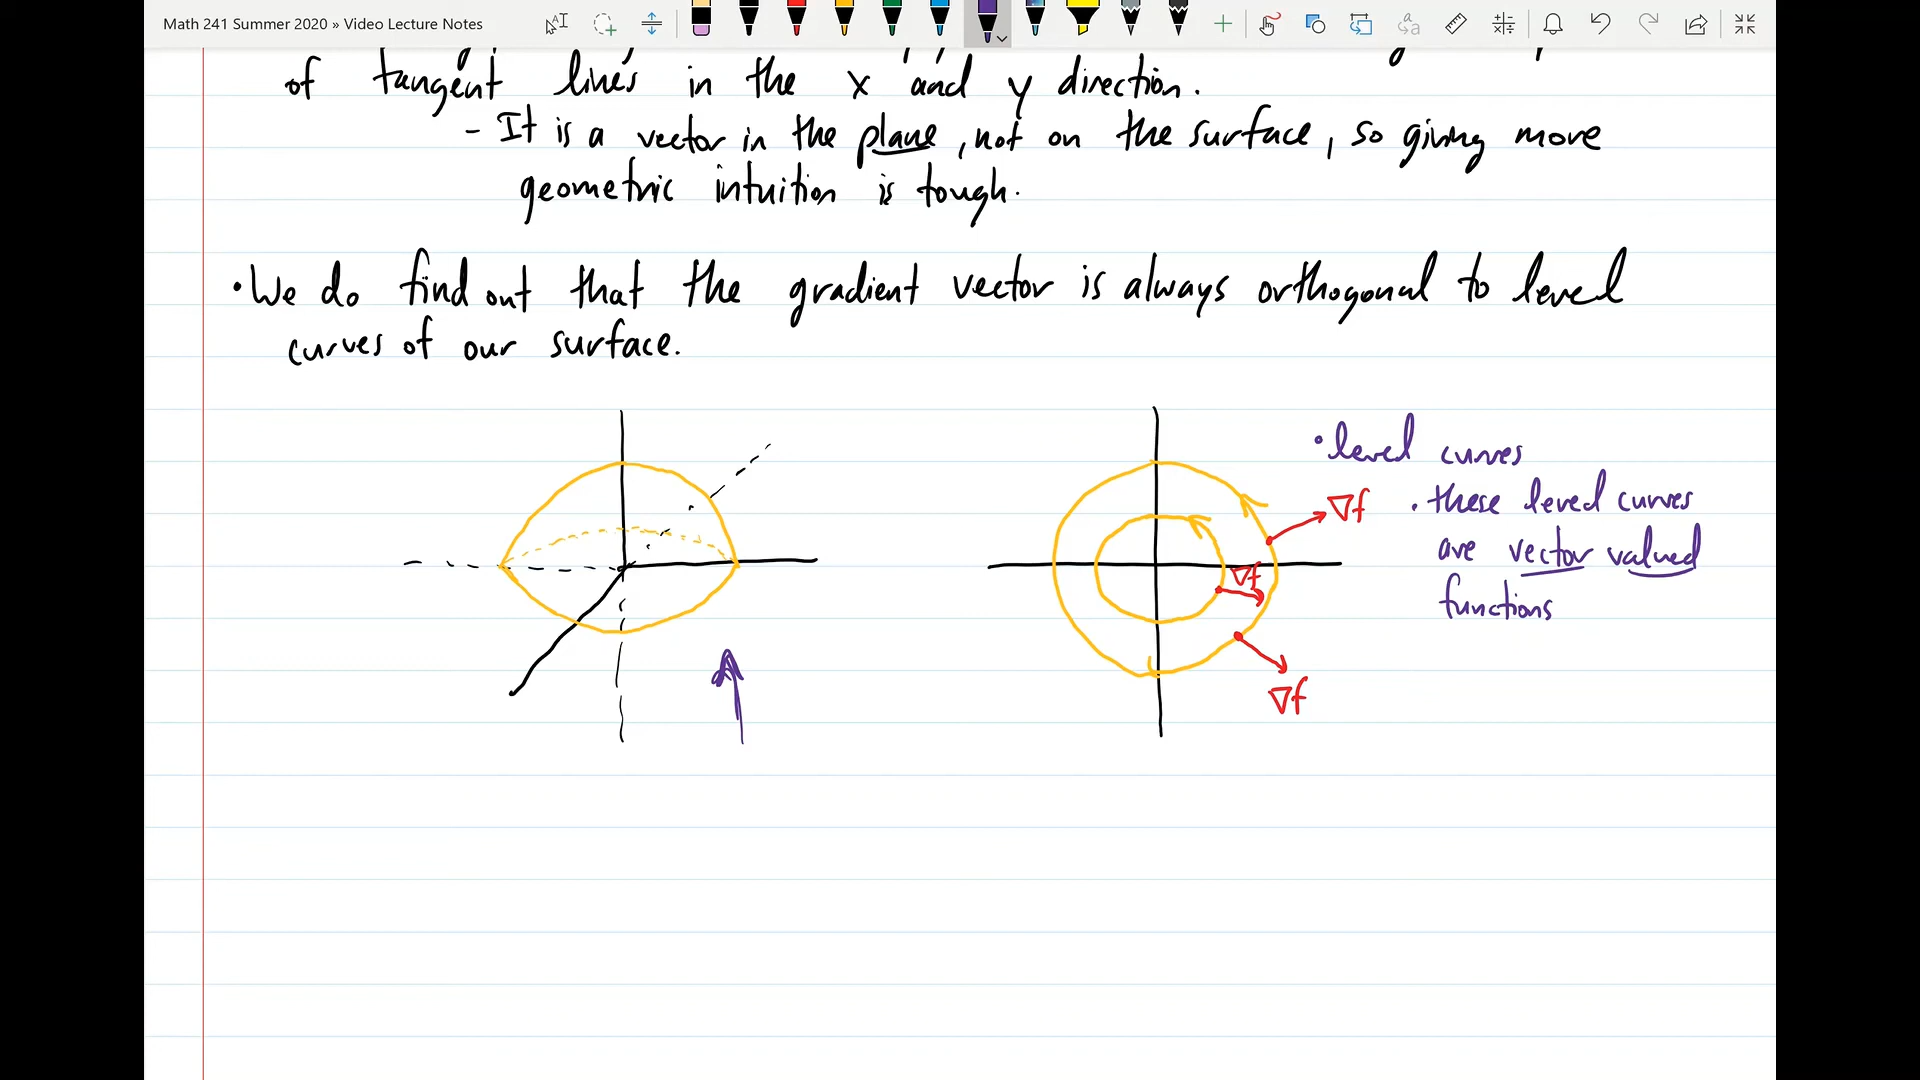 Math 241 Summer 2020 » Video Lecture Notes
of tangent lines in the x and y direction.
- It is a vector in the plane, not on the surface, so giving more
geometric intuition is tough.
• We do find out that the gradient vector is always orthogonal to level
curves of our surface.
• level curves
• these level curves
are vector valued
functions
∇f
∇f
∇f